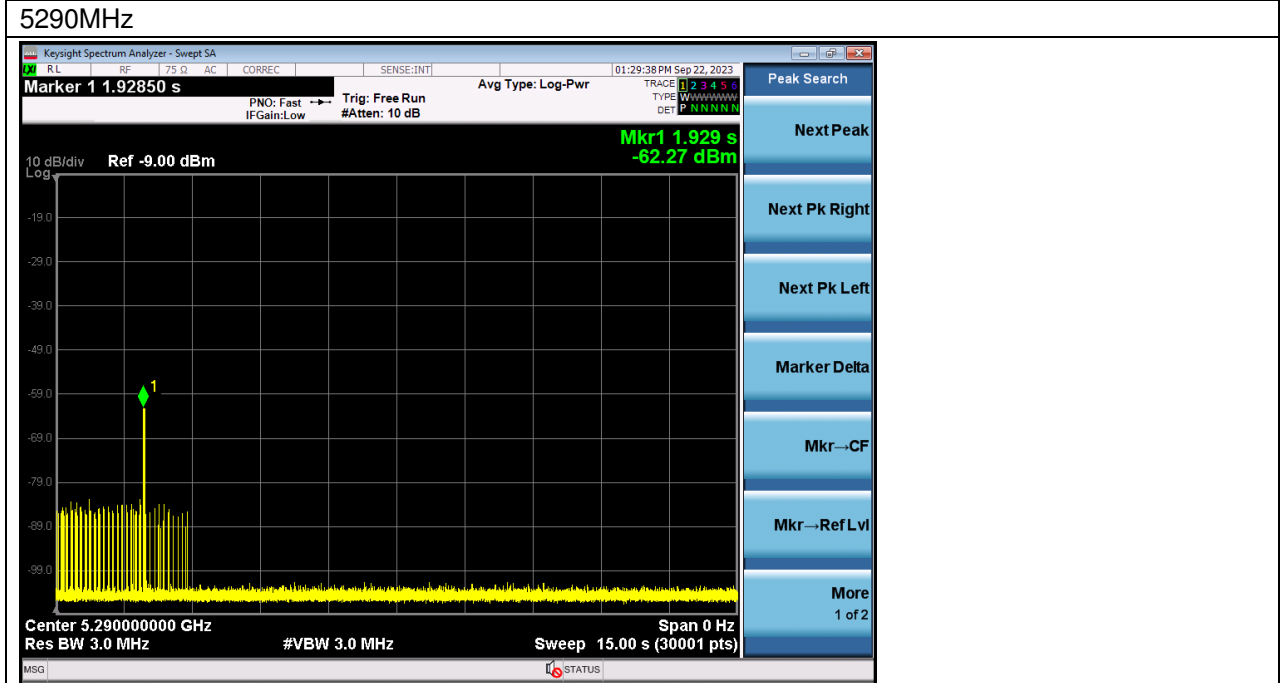 5290MHz
Keysight Spectrum Analyzer - Swept SA
LXI RL RF 75 Ω AC CORREC SENSE:INT 01:29:38 PM Sep 22, 2023
Marker 1 1.92850 s
PNO: Fast
IFGain:Low
Trig: Free Run
#Atten: 10 dB
Avg Type: Log-Pwr
TRACE 1 2 3 4 5 6
TYPE WWWWWW
DET P N N N N N
Peak Search
Mkr1 1.929 s
-62.27 dBm
10 dB/div Ref -9.00 dBm
Log
1
-19.0
-29.0
-39.0
-49.0
-59.0
-69.0
-79.0
-89.0
-99.0
Center 5.290000000 GHz Span 0 Hz
Res BW 3.0 MHz #VBW 3.0 MHz Sweep 15.00 s (30001 pts)
Next Peak
Next Pk Right
Next Pk Left
Marker Delta
Mkr→CF
Mkr→Ref Lvl
More
1 of 2
MSG STATUS